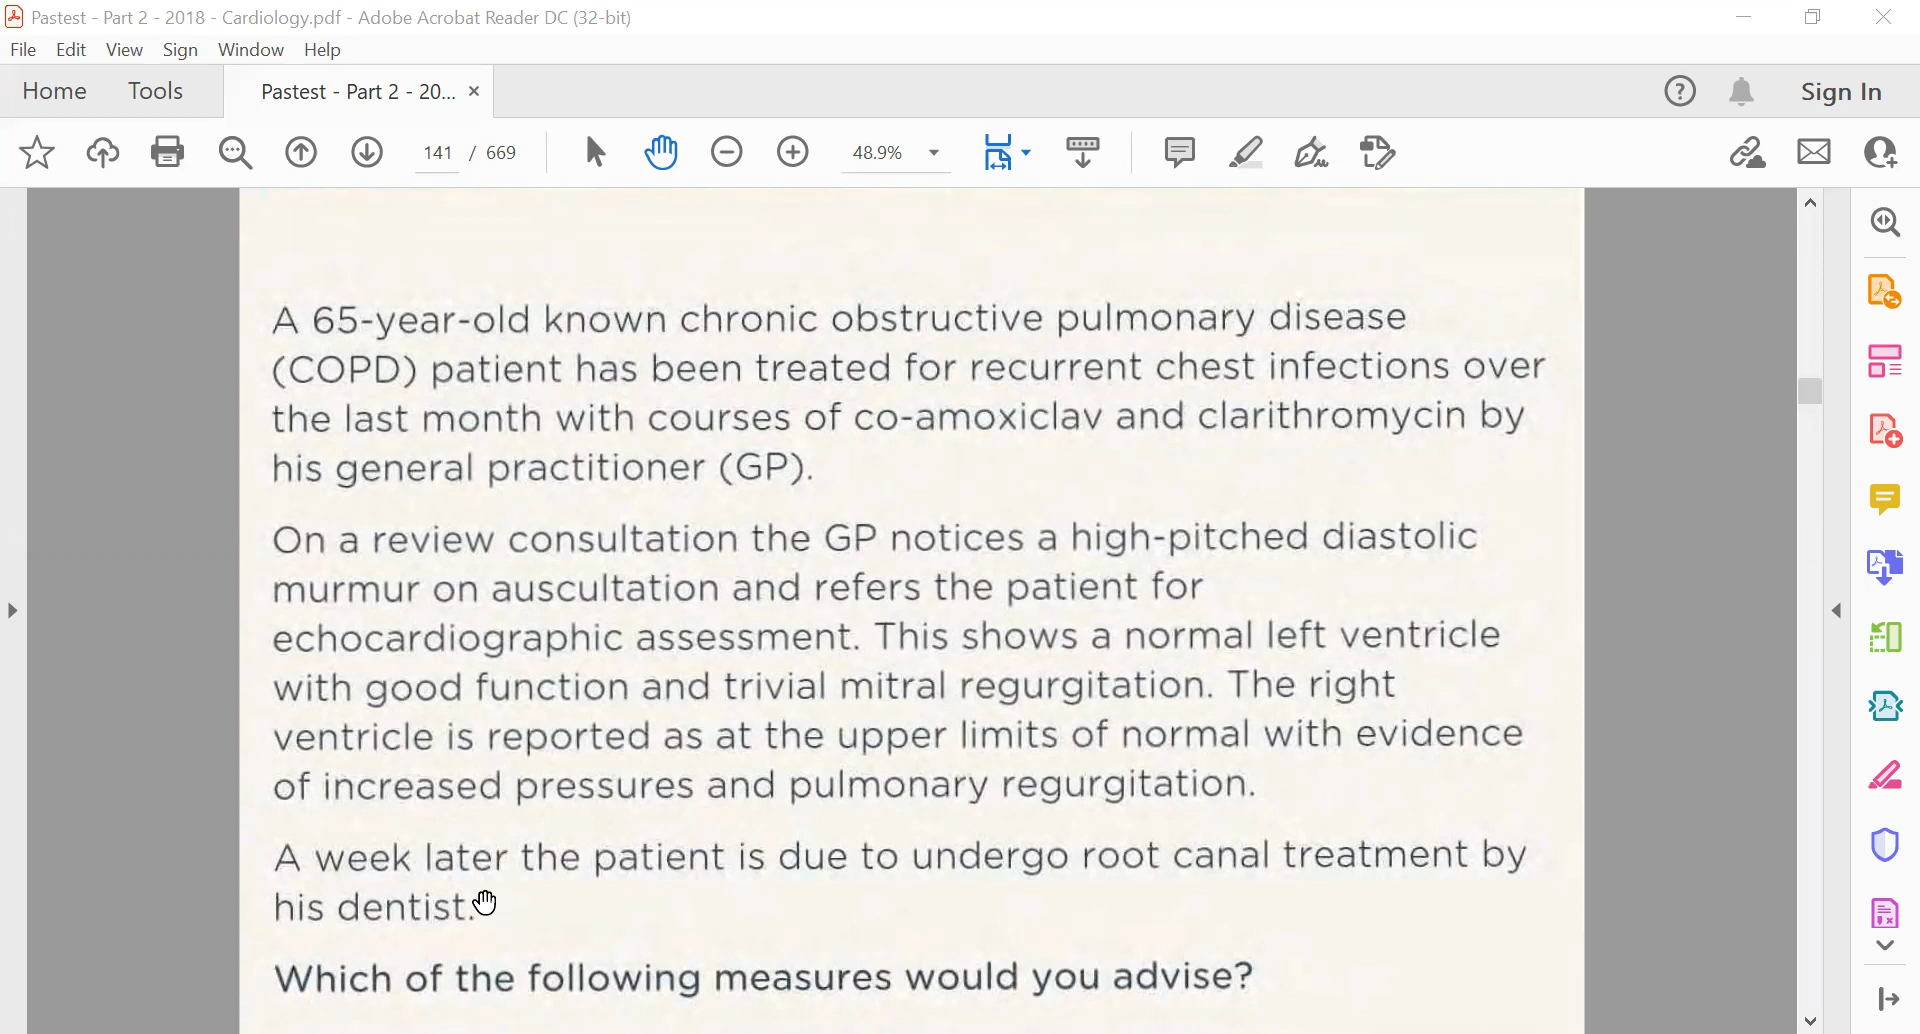 Pastest - Part 2 - 2018 - Cardiology.pdf - Adobe Acrobat Reader DC (32-bit)
File Edit View Sign Window Help
Home Tools Pastest - Part 2 - 20... × Sign In
141 / 669 48.9%
A 65-year-old known chronic obstructive pulmonary disease
(COPD) patient has been treated for recurrent chest infections over
the last month with courses of co-amoxiclav and clarithromycin by
his general practitioner (GP).
On a review consultation the GP notices a high-pitched diastolic
murmur on auscultation and refers the patient for
echocardiographic assessment. This shows a normal left ventricle
with good function and trivial mitral regurgitation. The right
ventricle is reported as at the upper limits of normal with evidence
of increased pressures and pulmonary regurgitation.
A week later the patient is due to undergo root canal treatment by
his dentist.
Which of the following measures would you advise?